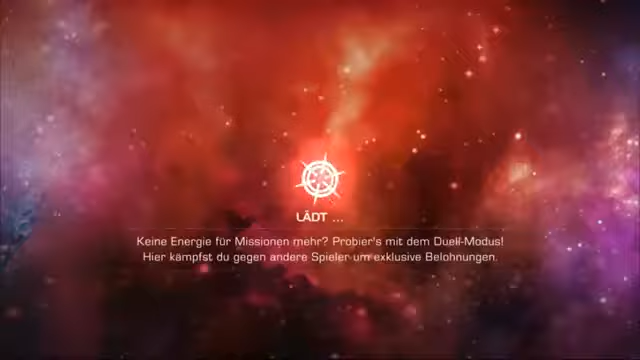 LÄDT ...
Keine Energie für Missionen mehr? Probier's mit dem Duell-Modus!
Hier kämpfst du gegen andere Spieler um exklusive Belohnungen.